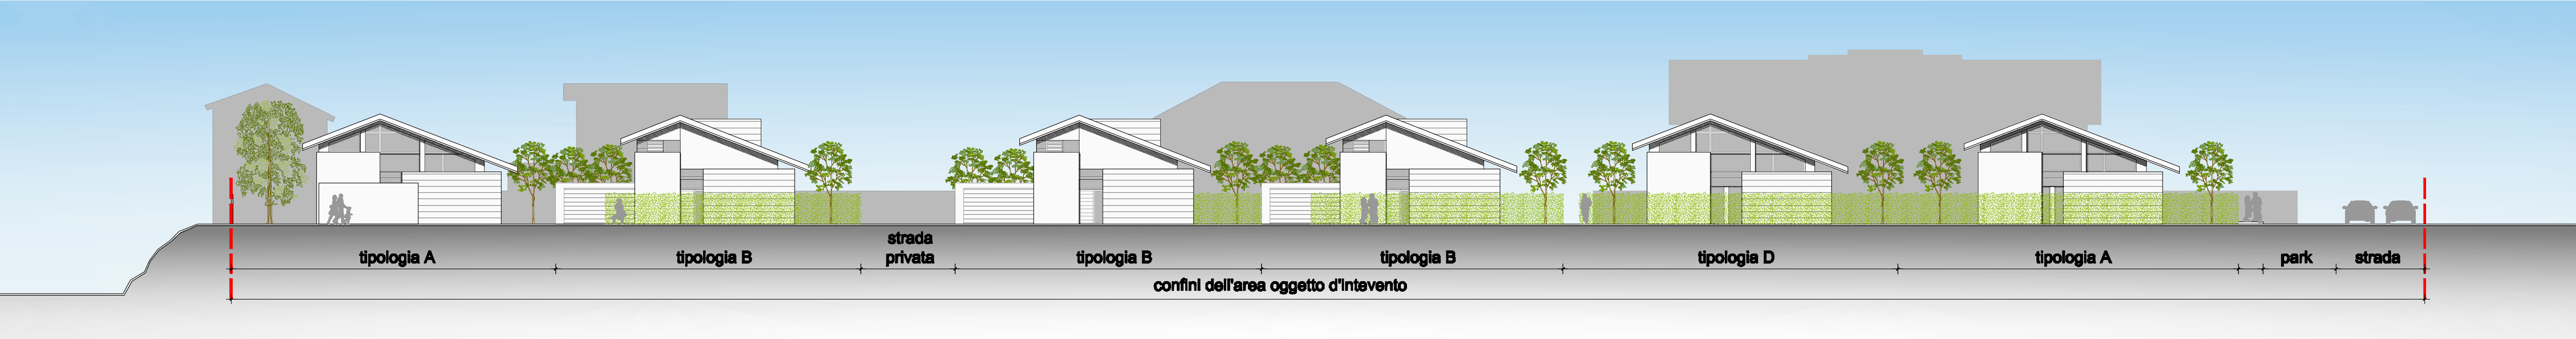 tipologia A
tipologia B
strada
privata
tipologia B
tipologia B
tipologia D
tipologia A
park
strada
confini dell'area oggetto d'intevento